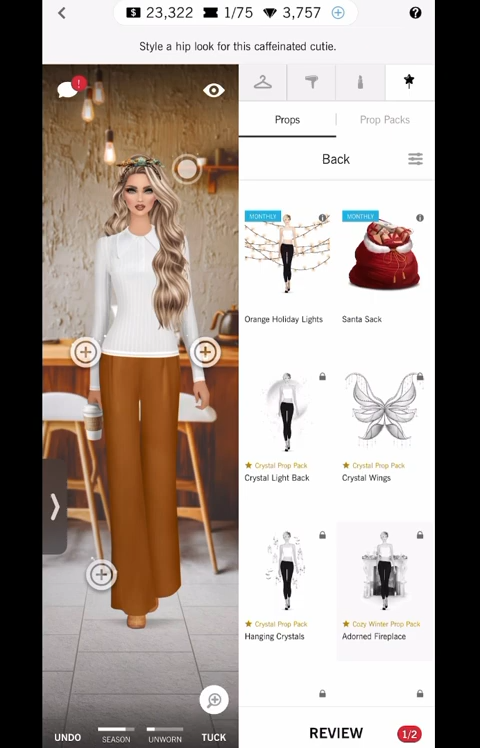 $ 23,322 1/75 3,757
Style a hip look for this caffeinated cutie.
!
Props Prop Packs
Back
MONTHLY MONTHLY
Orange Holiday Lights Santa Sack
Crystal Prop Pack Crystal Prop Pack
Crystal Light Back Crystal Wings
Crystal Prop Pack Cozy Winter Prop Pack
Hanging Crystals Adorned Fireplace
UNDO SEASON UNWORN TUCK
REVIEW 1/2